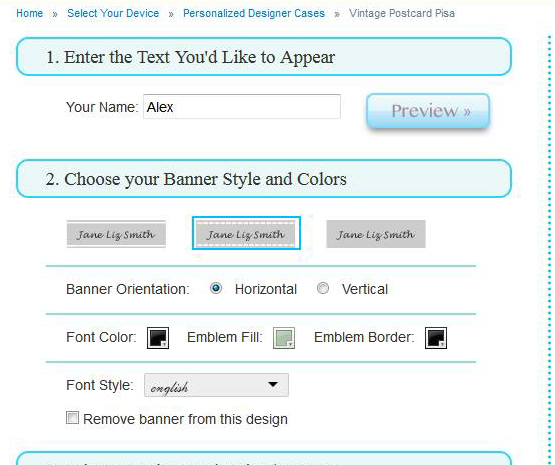 Home » Select Your Device » Personalized Designer Cases » Vintage Postcard Pisa
1. Enter the Text You'd Like to Appear
Your Name: Alex Preview »
2. Choose your Banner Style and Colors
Jane Liz Smith Jane Liz Smith Jane Liz Smith
Banner Orientation: Horizontal Vertical
Font Color: Emblem Fill: Emblem Border:
Font Style: english
Remove banner from this design